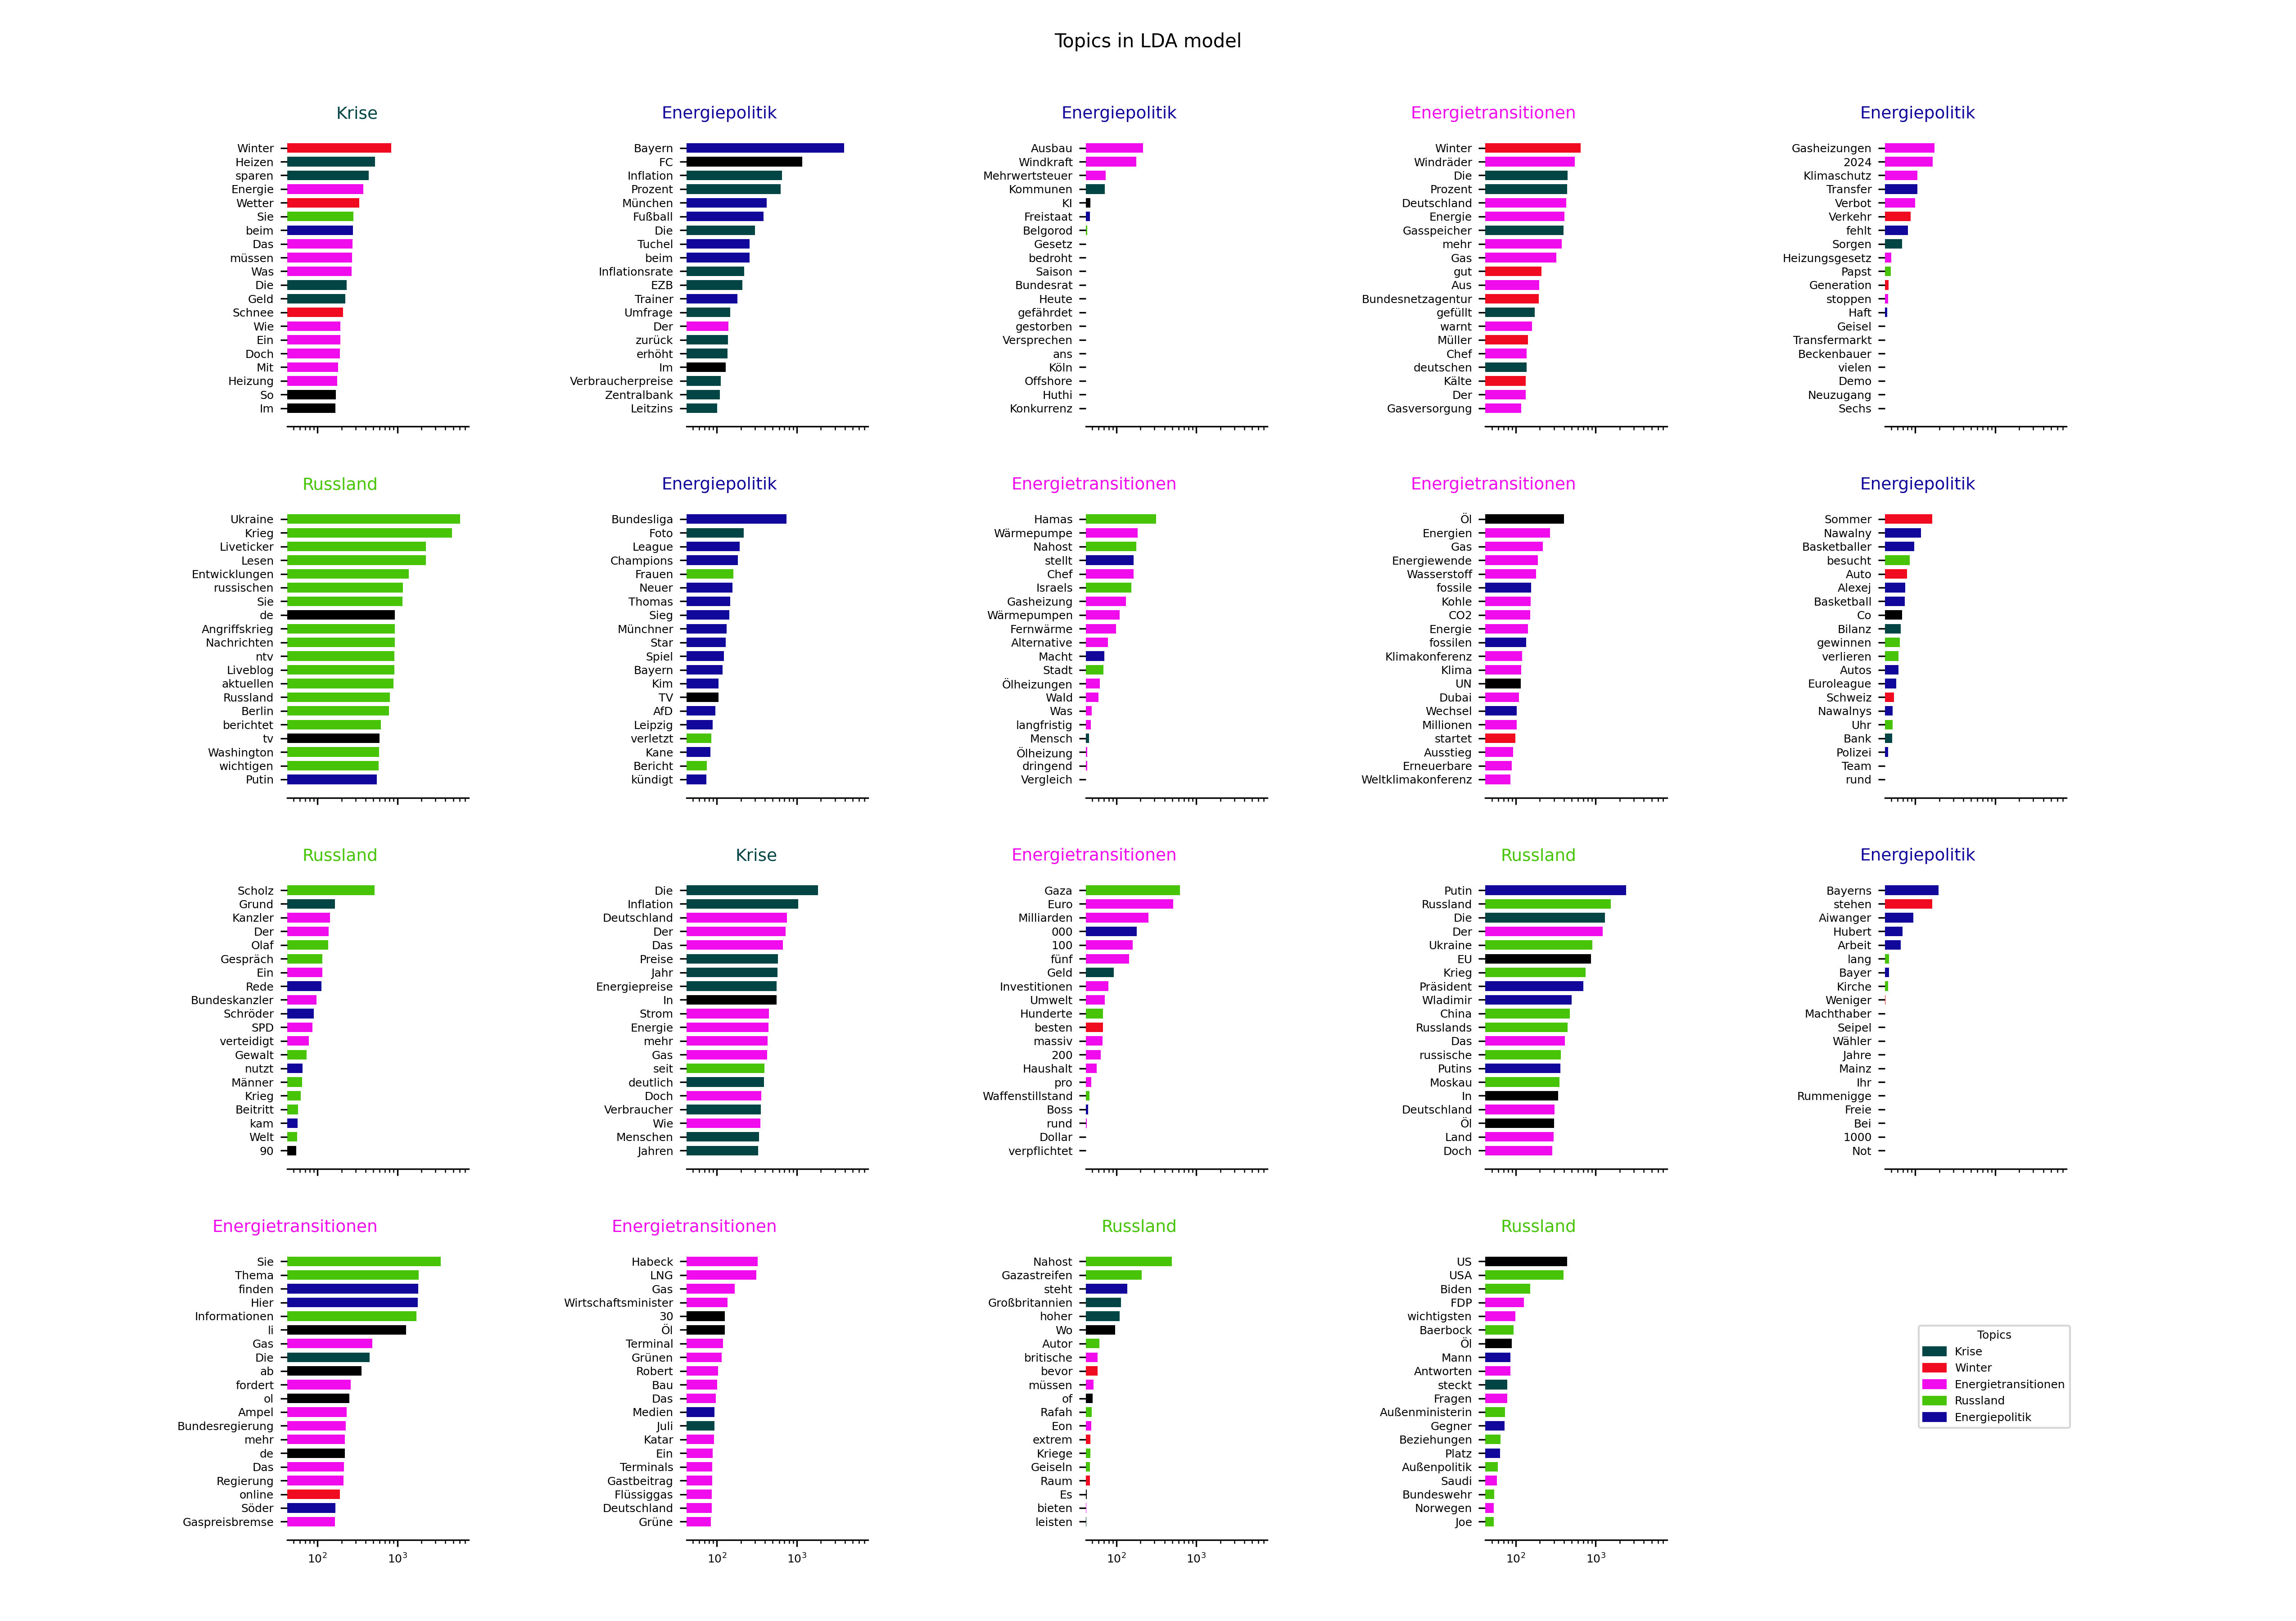 Topics in LDA model
Krise
Winter
Heizen
sparen
Energie
Wetter
Sie
beim
Das
müssen
Was
Die
Geld
Schnee
Wie
Ein
Doch
Mit
Heizung
So
Im
Energiepolitik
Bayern
FC
Inflation
Prozent
München
Fußball
Die
Tuchel
beim
Inflationsrate
EZB
Trainer
Umfrage
Der
zurück
erhöht
Im
Verbraucherpreise
Zentralbank
Leitzins
Energiepolitik
Ausbau
Windkraft
Mehrwertsteuer
Kommunen
KI
Freistaat
Belgorod
Gesetz
bedroht
Saison
Bundesrat
Heute
gefährdet
gestorben
Versprechen
ans
Köln
Offshore
Huthi
Konkurrenz
Energietransitionen
Winter
Windräder
Die
Prozent
Deutschland
Energie
Gasspeicher
mehr
Gas
gut
Aus
Bundesnetzagentur
gefüllt
warnt
Müller
Chef
deutschen
Kälte
Der
Gasversorgung
Energiepolitik
Gasheizungen
2024
Klimaschutz
Transfer
Verbot
Verkehr
fehlt
Sorgen
Heizungsgesetz
Papst
Generation
stoppen
Haft
Geisel
Transfermarkt
Beckenbauer
vielen
Demo
Neuzugang
Sechs
Russland
Ukraine
Krieg
Liveticker
Lesen
Entwicklungen
russischen
Sie
de
Angriffskrieg
Nachrichten
ntv
Liveblog
aktuellen
Russland
Berlin
berichtet
tv
Washington
wichtigen
Putin
Energiepolitik
Bundesliga
Foto
League
Champions
Frauen
Neuer
Thomas
Sieg
Münchner
Star
Spiel
Bayern
Kim
TV
AfD
Leipzig
verletzt
Kane
Bericht
kündigt
Energietransitionen
Hamas
Wärmepumpe
Nahost
stellt
Chef
Israels
Gasheizung
Wärmepumpen
Fernwärme
Alternative
Macht
Stadt
Ölheizungen
Wald
Was
langfristig
Mensch
Ölheizung
dringend
Vergleich
Energietransitionen
Öl
Energien
Gas
Energiewende
Wasserstoff
fossile
Kohle
CO2
Energie
fossilen
Klimakonferenz
Klima
UN
Dubai
Wechsel
Millionen
startet
Ausstieg
Erneuerbare
Weltklimakonferenz
Energiepolitik
Sommer
Nawalny
Basketballer
besucht
Auto
Alexej
Basketball
Co
Bilanz
gewinnen
verlieren
Autos
Euroleague
Schweiz
Nawalnys
Uhr
Bank
Polizei
Team
rund
Russland
Scholz
Grund
Kanzler
Der
Olaf
Gespräch
Ein
Rede
Bundeskanzler
Schröder
SPD
verteidigt
Gewalt
nutzt
Männer
Krieg
Beitritt
kam
Welt
90
Krise
Die
Inflation
Deutschland
Der
Das
Preise
Jahr
Energiepreise
In
Strom
Energie
mehr
Gas
seit
deutlich
Doch
Verbraucher
Wie
Menschen
Jahren
Energietransitionen
Gaza
Euro
Milliarden
000
100
fünf
Geld
Investitionen
Umwelt
Hunderte
besten
massiv
200
Haushalt
pro
Waffenstillstand
Boss
rund
Dollar
verpflichtet
Russland
Putin
Russland
Die
Der
Ukraine
EU
Krieg
Präsident
Wladimir
China
Russlands
Das
russische
Putins
Moskau
In
Deutschland
Öl
Land
Doch
Energiepolitik
Bayerns
stehen
Aiwanger
Hubert
Arbeit
lang
Bayer
Kirche
Weniger
Machthaber
Seipel
Wähler
Jahre
Mainz
Ihr
Rummenigge
Freie
Bei
1000
Not
Energietransitionen
Sie
Thema
finden
Hier
Informationen
li
Gas
Die
ab
fordert
ol
Ampel
Bundesregierung
mehr
de
Das
Regierung
online
Söder
Gaspreisbremse
10² 10³
Energietransitionen
Habeck
LNG
Gas
Wirtschaftsminister
30
Öl
Terminal
Grünen
Robert
Bau
Das
Medien
Juli
Katar
Ein
Terminals
Gastbeitrag
Flüssiggas
Deutschland
Grüne
10² 10³
Russland
Nahost
Gazastreifen
steht
Großbritannien
hoher
Wo
Autor
britische
bevor
müssen
of
Rafah
Eon
extrem
Kriege
Geiseln
Raum
Es
bieten
leisten
10² 10³
Russland
US
USA
Biden
FDP
wichtigsten
Baerbock
Öl
Mann
Antworten
steckt
Fragen
Außenministerin
Gegner
Beziehungen
Platz
Außenpolitik
Saudi
Bundeswehr
Norwegen
Joe
10² 10³
Topics
Krise
Winter
Energietransitionen
Russland
Energiepolitik